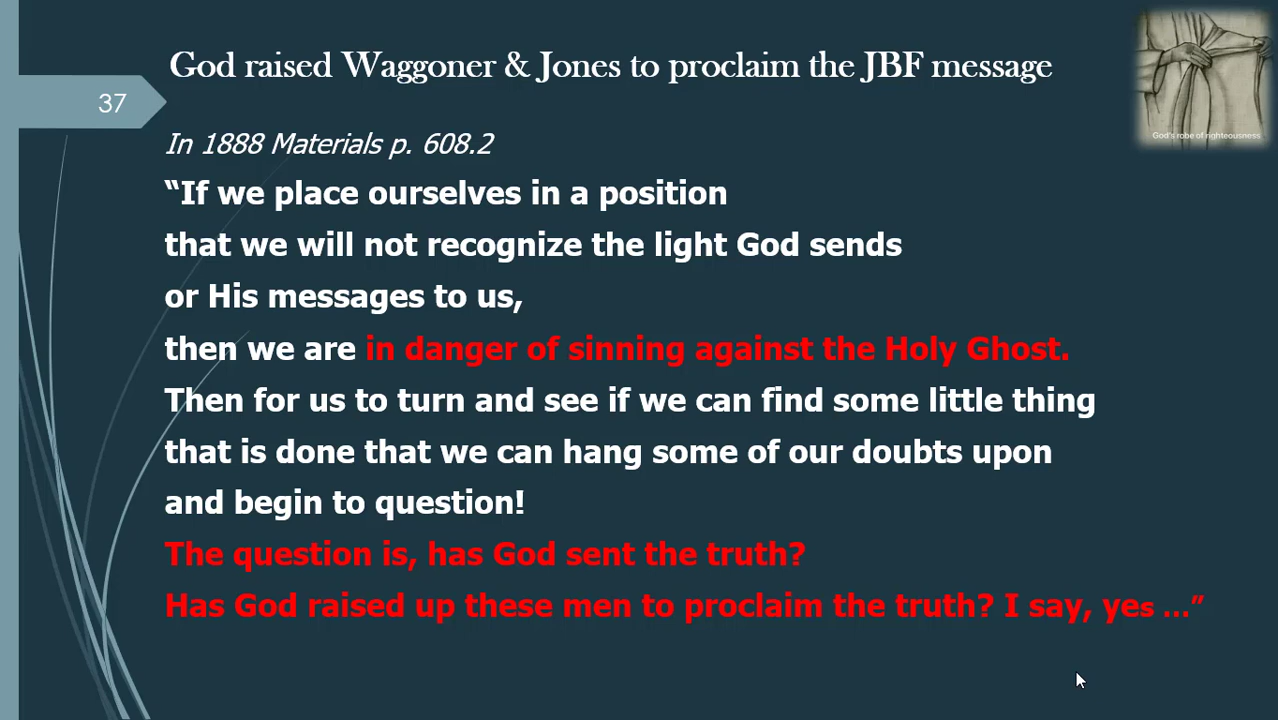 God raised Waggoner & Jones to proclaim the JBF message
37
God's robe of righteousness
In 1888 Materials p. 608.2
“If we place ourselves in a position
that we will not recognize the light God sends
or His messages to us,
then we are in danger of sinning against the Holy Ghost.
Then for us to turn and see if we can find some little thing
that is done that we can hang some of our doubts upon
and begin to question!
The question is, has God sent the truth?
Has God raised up these men to proclaim the truth? I say, yes …”